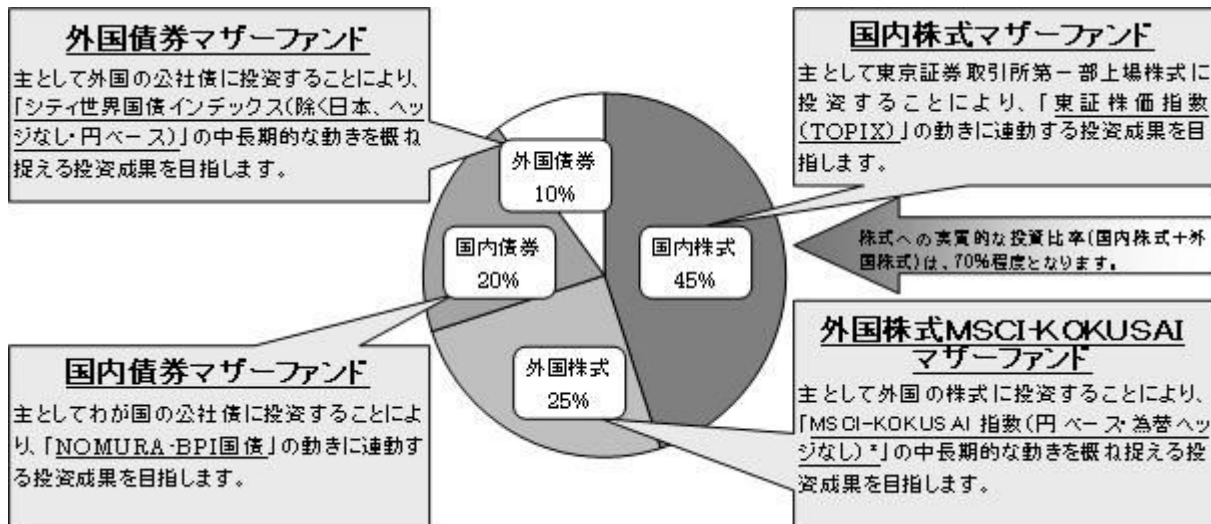 外国債券マザーファンド
主として外国の公社債に投資することにより、
「シティ世界国債インデックス(除く日本、ヘッ
ジなし・円ベース)」の中長期的な動きを概ね
捉える投資成果を目指します。
国内株式マザーファンド
主として東京証券取引所第一部上場株式に
投資することにより、「東証株価指数
(TOPIX)」の動きに連動する投資成果を目
指します。
外国債券
10%
国内債券
20%
国内株式
45%
株式への実質的な投資比率(国内株式+外
国株式)は、70%程度となります。
外国株式
25%
国内債券マザーファンド
主としてわが国の公社債に投資することによ
り、「NOMURA-BPI国債」の動きに連動す
る投資成果を目指します。
外国株式MSCI-KOKUSAI
マザーファンド
主として外国の株式に投資することにより、
「MSCI-KOKUSAI 指数(円ベース・為替ヘッ
ジなし)*」の中長期的な動きを概ね捉える投
資成果を目指します。